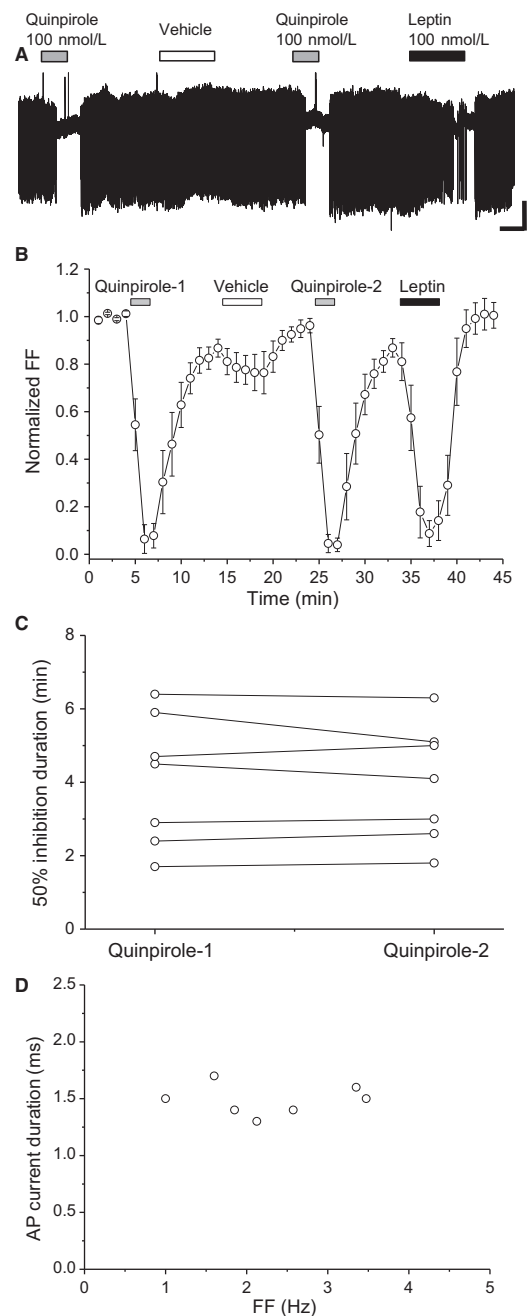 A
Quinpirole
100 nmol/L
Vehicle
Quinpirole
100 nmol/L
Leptin
100 nmol/L
B
Quinpirole-1
Vehicle
Quinpirole-2
Leptin
Normalized FF
1.2
1.0
0.8
0.6
0.4
0.2
0.0
0 5 10 15 20 25 30 35 40 45
Time (min)
C
50% inhibition duration (min)
8
6
4
2
0
Quinpirole-1 Quinpirole-2
D
AP current duration (ms)
2.5
2.0
1.5
1.0
0.5
0.0
0 1 2 3 4 5
FF (Hz)